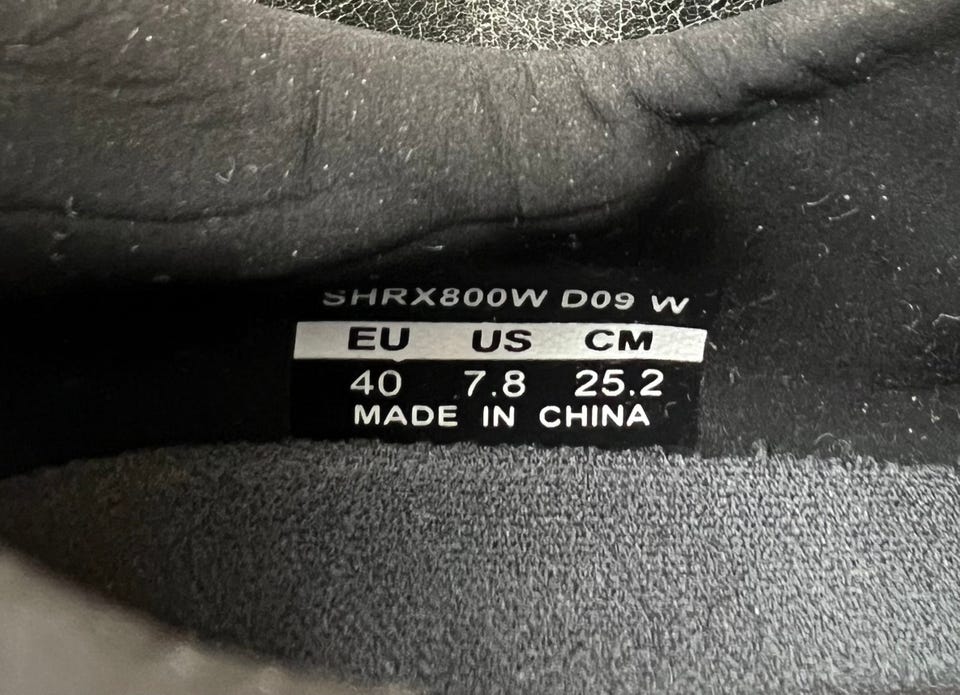 SHRX800W D09 W
EU US CM
40 7.8 25.2
MADE IN CHINA